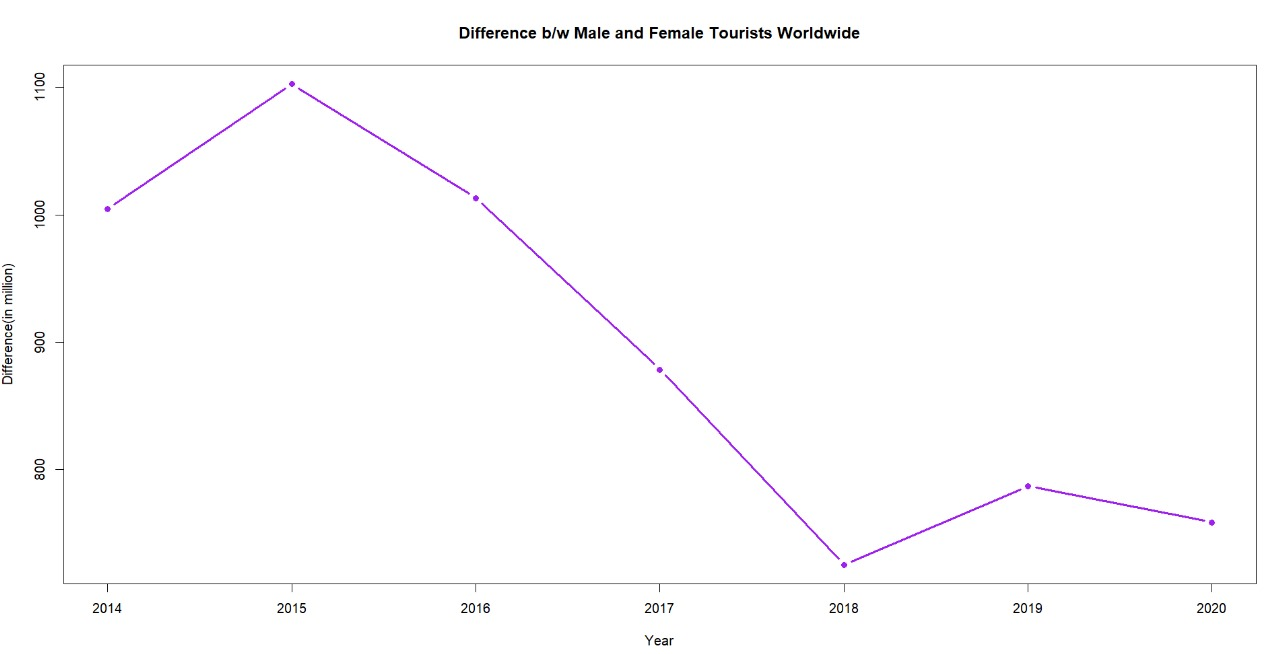 Difference b/w Male and Female Tourists Worldwide
1100
1000
900
800
Difference(in million)
2014 2015 2016 2017 2018 2019 2020
Year